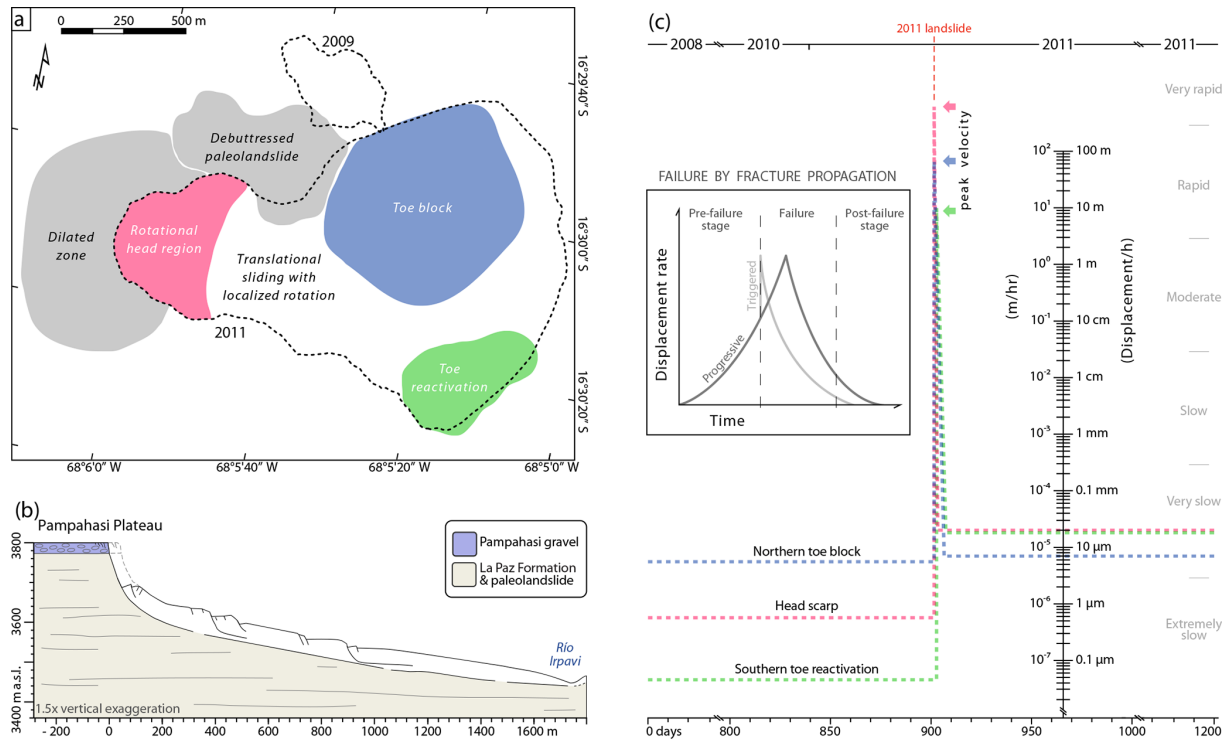 a
0 250 500 m
N
2009
16°29'40" S
Debuttressed
paleolandslide
Toe block
Dilated
zone
Rotational
head region
Translational
sliding with
localized rotation
16°30'0" S
2011
Toe
reactivation
16°30'20" S
68°6'0" W 68°5'40" W 68°5'20" W 68°5'0" W
(b)
Pampahasi Plateau
Pampahasi gravel
La Paz Formation
& paleolandslide
3800
3600
3400 m a.s.l.
Río
Irpavi
1.5x vertical exaggeration
- 200 0 200 400 600 800 1000 1200 1400 1600 m
(c)
2011 landslide
2008 2010 2011 2011
peak velocity
FAILURE BY FRACTURE PROPAGATION
Pre-failure
stage
Failure
Post-failure
stage
Displacement rate
Triggered
Progressive
Time
Northern toe block
Head scarp
Southern toe reactivation
(m/hr)
(Displacement/h)
10² 100 m
10¹ 10 m
10⁰ 1 m
10⁻¹ 10 cm
10⁻² 1 cm
10⁻³ 1 mm
10⁻⁴ 0.1 mm
10⁻⁵ 10 µm
10⁻⁶ 1 µm
10⁻⁷ 0.1 µm
Very rapid
Rapid
Moderate
Slow
Very slow
Extremely
slow
0 days 800 850 900 950 1000 1200